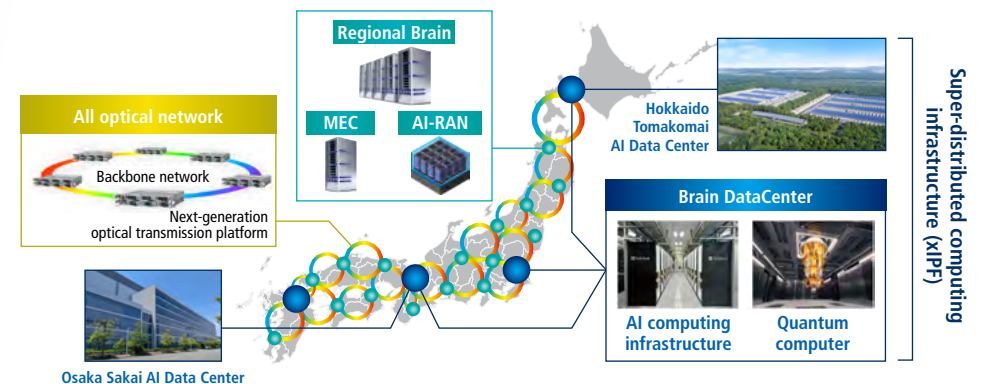 Regional Brain
MEC
AI-RAN
All optical network
Backbone network
Next-generation
optical transmission platform
Osaka Sakai AI Data Center
Hokkaido
Tomakomai
AI Data Center
Brain DataCenter
AI computing
infrastructure
Quantum
computer
Super-distributed computing
infrastructure (xIPF)